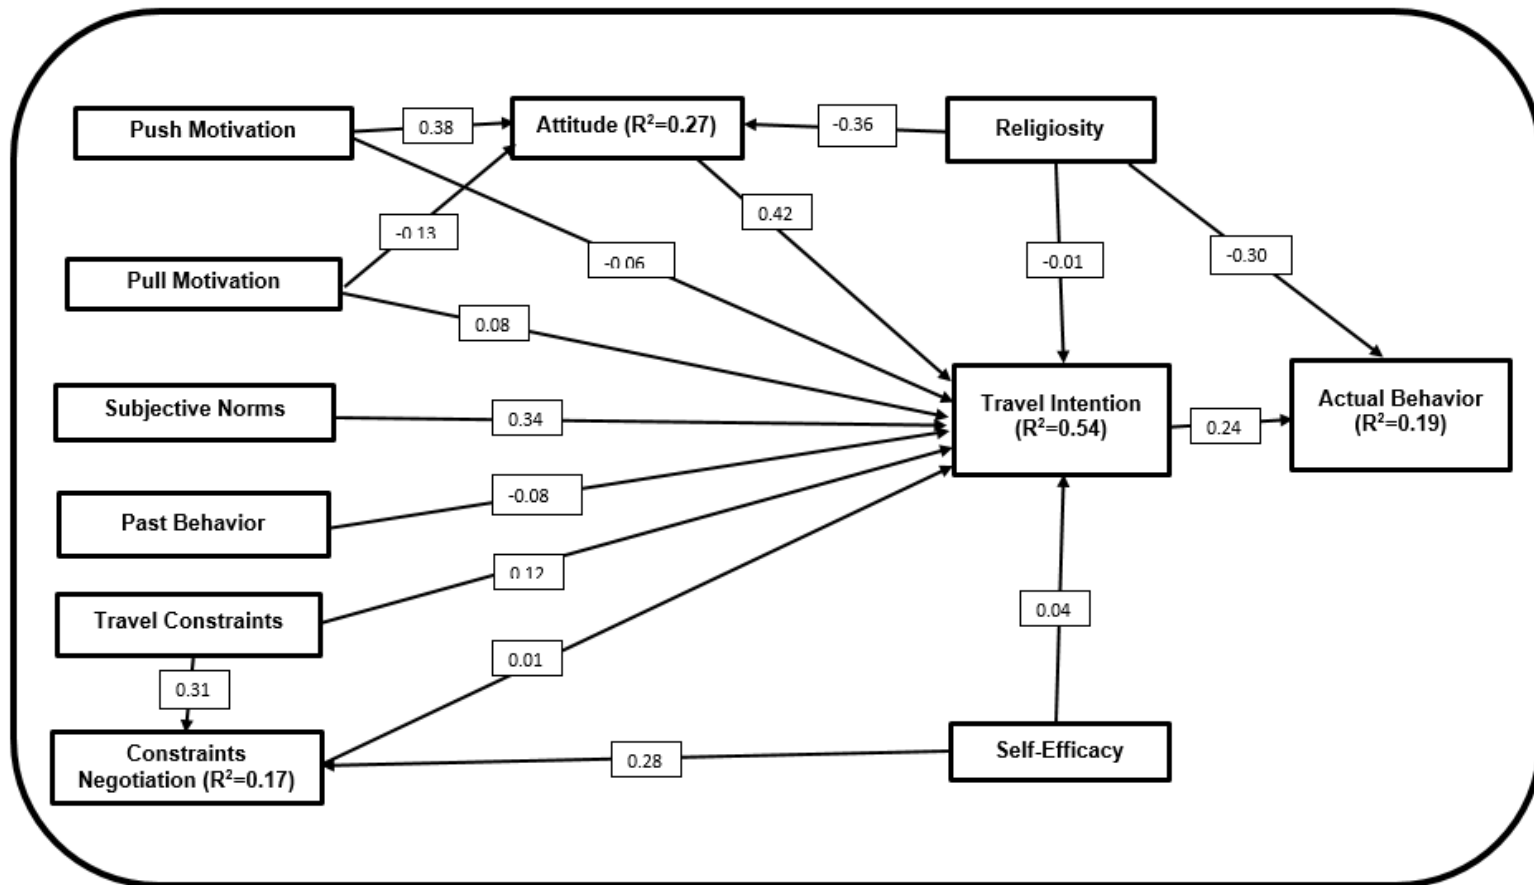 Push Motivation
0.38
Attitude (R²=0.27)
-0.36
Religiosity
-0.13
0.42
-0.06
-0.01
-0.30
Pull Motivation
0.08
Subjective Norms
0.34
Travel Intention
(R²=0.54)
0.24
Actual Behavior
(R²=0.19)
Past Behavior
-0.08
0.12
Travel Constraints
0.04
0.01
0.31
Constraints
Negotiation (R²=0.17)
0.28
Self-Efficacy